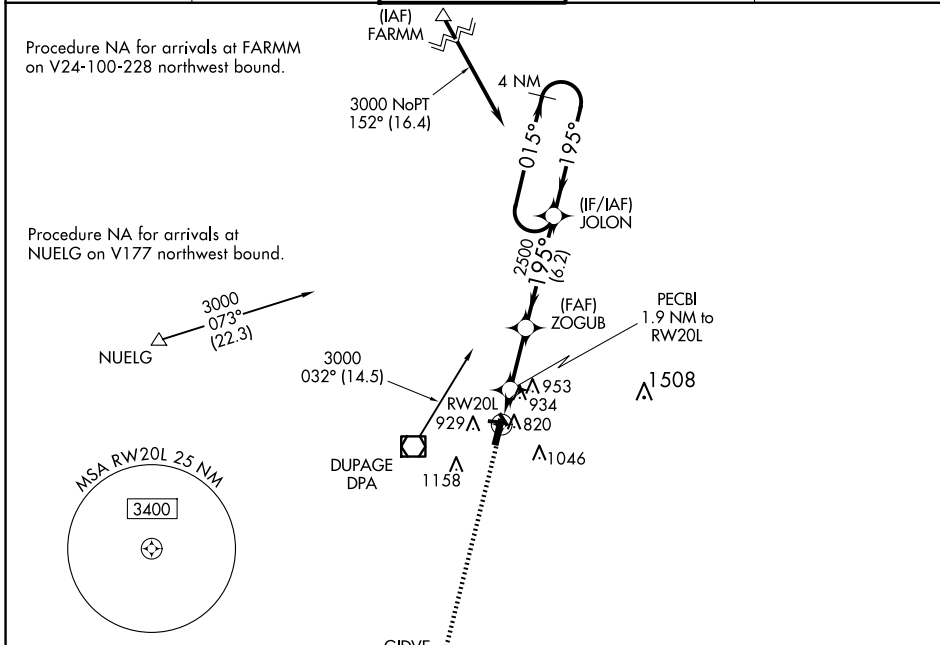 (IAF)
FARMM
Procedure NA for arrivals at FARMM
on V24-100-228 northwest bound.
3000 NoPT
152° (16.4)
4 NM
015°
195°
(IF/IAF)
JOLON
Procedure NA for arrivals at
NUELG on V177 northwest bound.
2500
195°
(6.2)
3000
073°
(22.3)
NUELG
(FAF)
ZOGUB
PECBI
1.9 NM to
RW20L
3000
032° (14.5)
953
934
1508
RW20L
929
820
DUPAGE
DPA
1158
1046
MSA RW20L 25 NM
3400